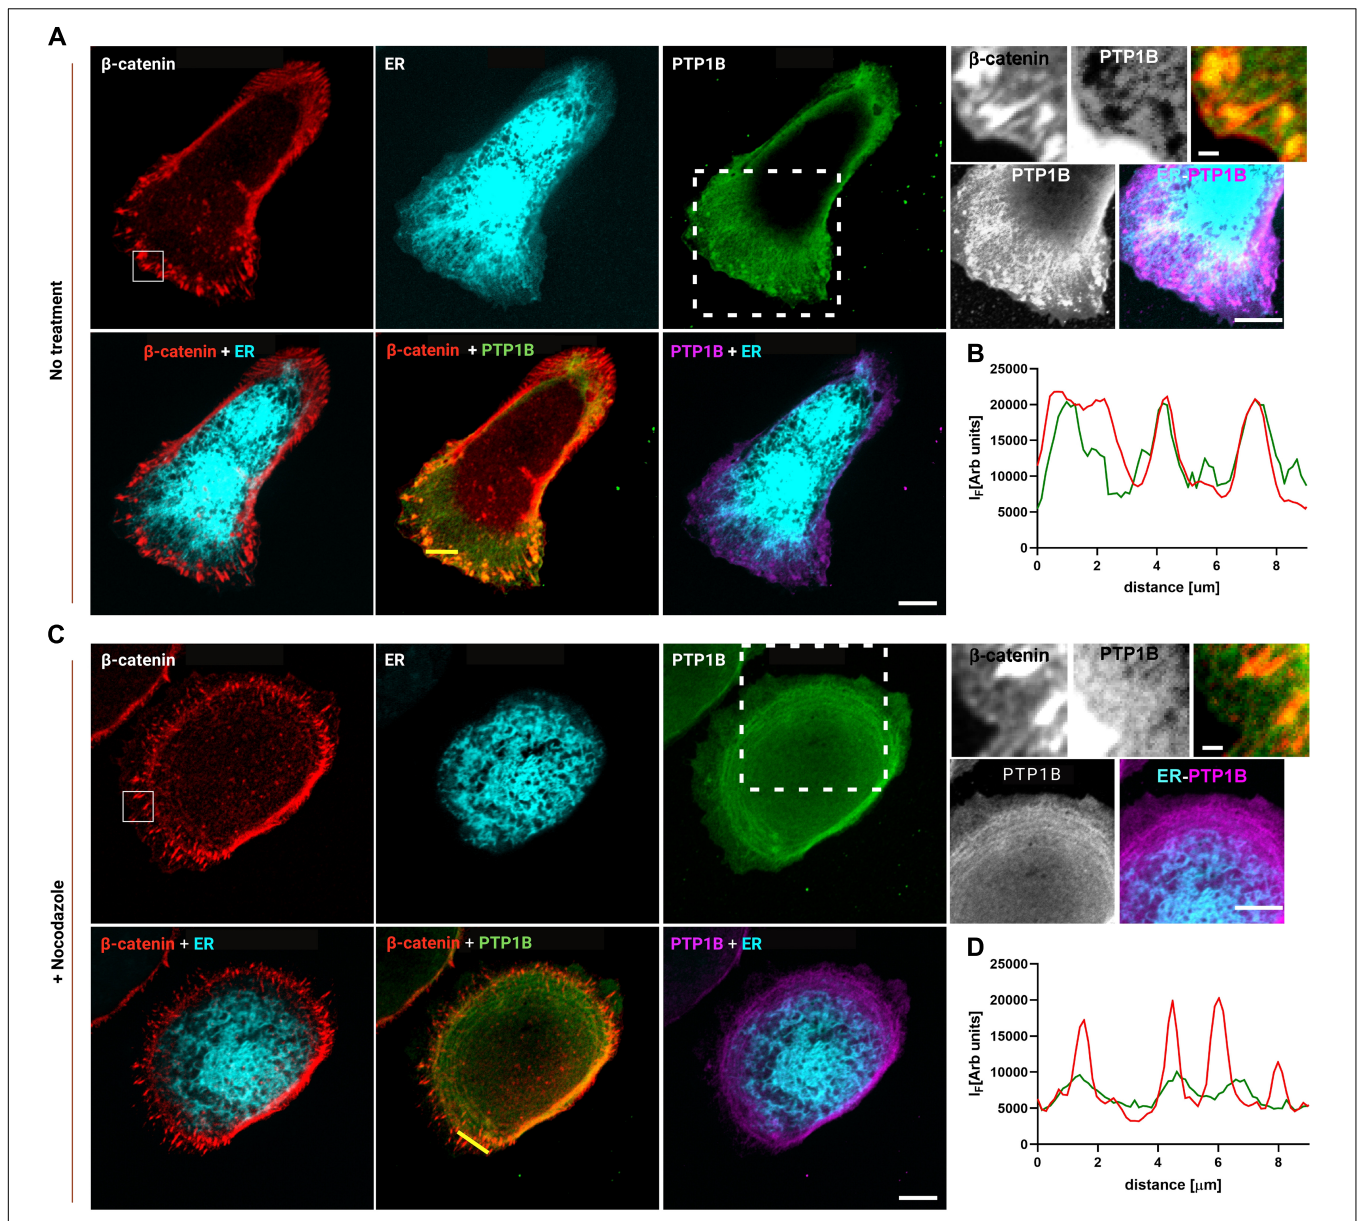 A
No treatment
β-catenin
ER
PTP1B
β-catenin
PTP1B
PTP1B
ER-PTP1B
β-catenin + ER
β-catenin + PTP1B
PTP1B + ER
B
25000
20000
15000
10000
5000
0
IF[Arb units]
0 2 4 6 8
distance [um]
C
+ Nocodazole
β-catenin
ER
PTP1B
β-catenin
PTP1B
PTP1B
ER-PTP1B
β-catenin + ER
β-catenin + PTP1B
PTP1B + ER
D
25000
20000
15000
10000
5000
0
IF[Arb units]
0 2 4 6 8
distance [μm]